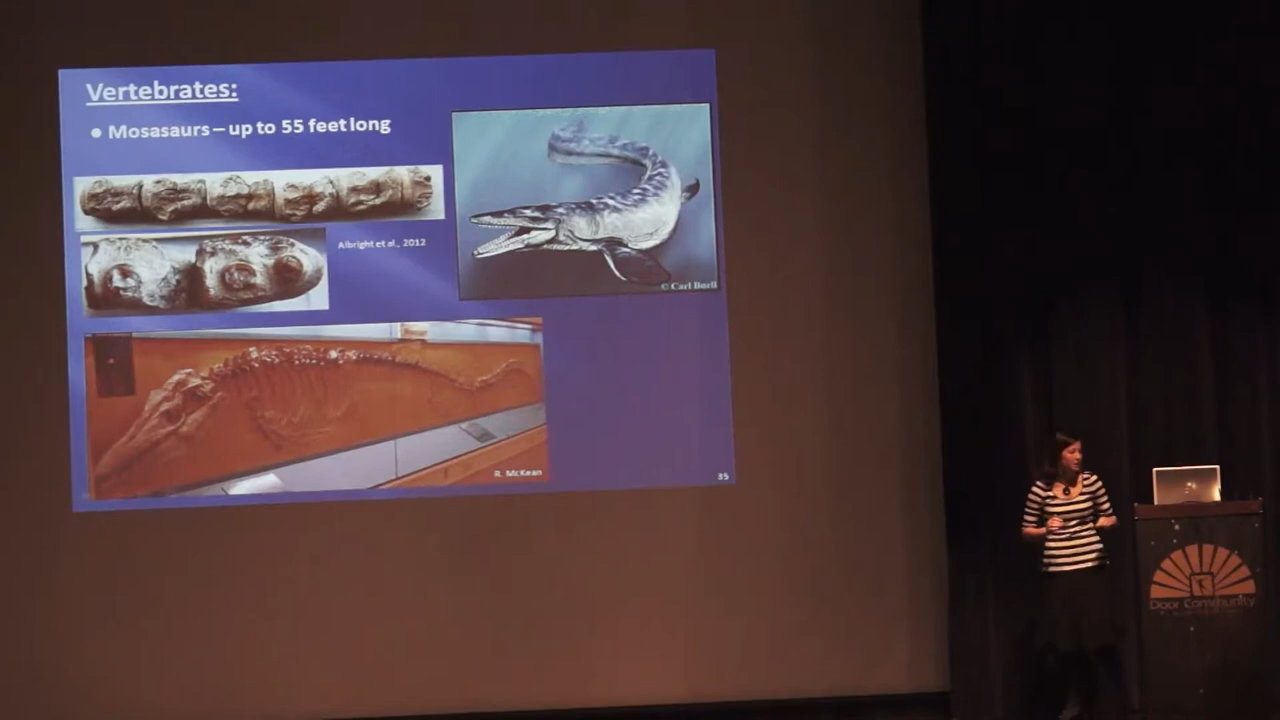 Vertebrates:
● Mosasaurs – up to 55 feet long
Albright et al., 2012
© Carl Buell
R. McKean
35
Door Community